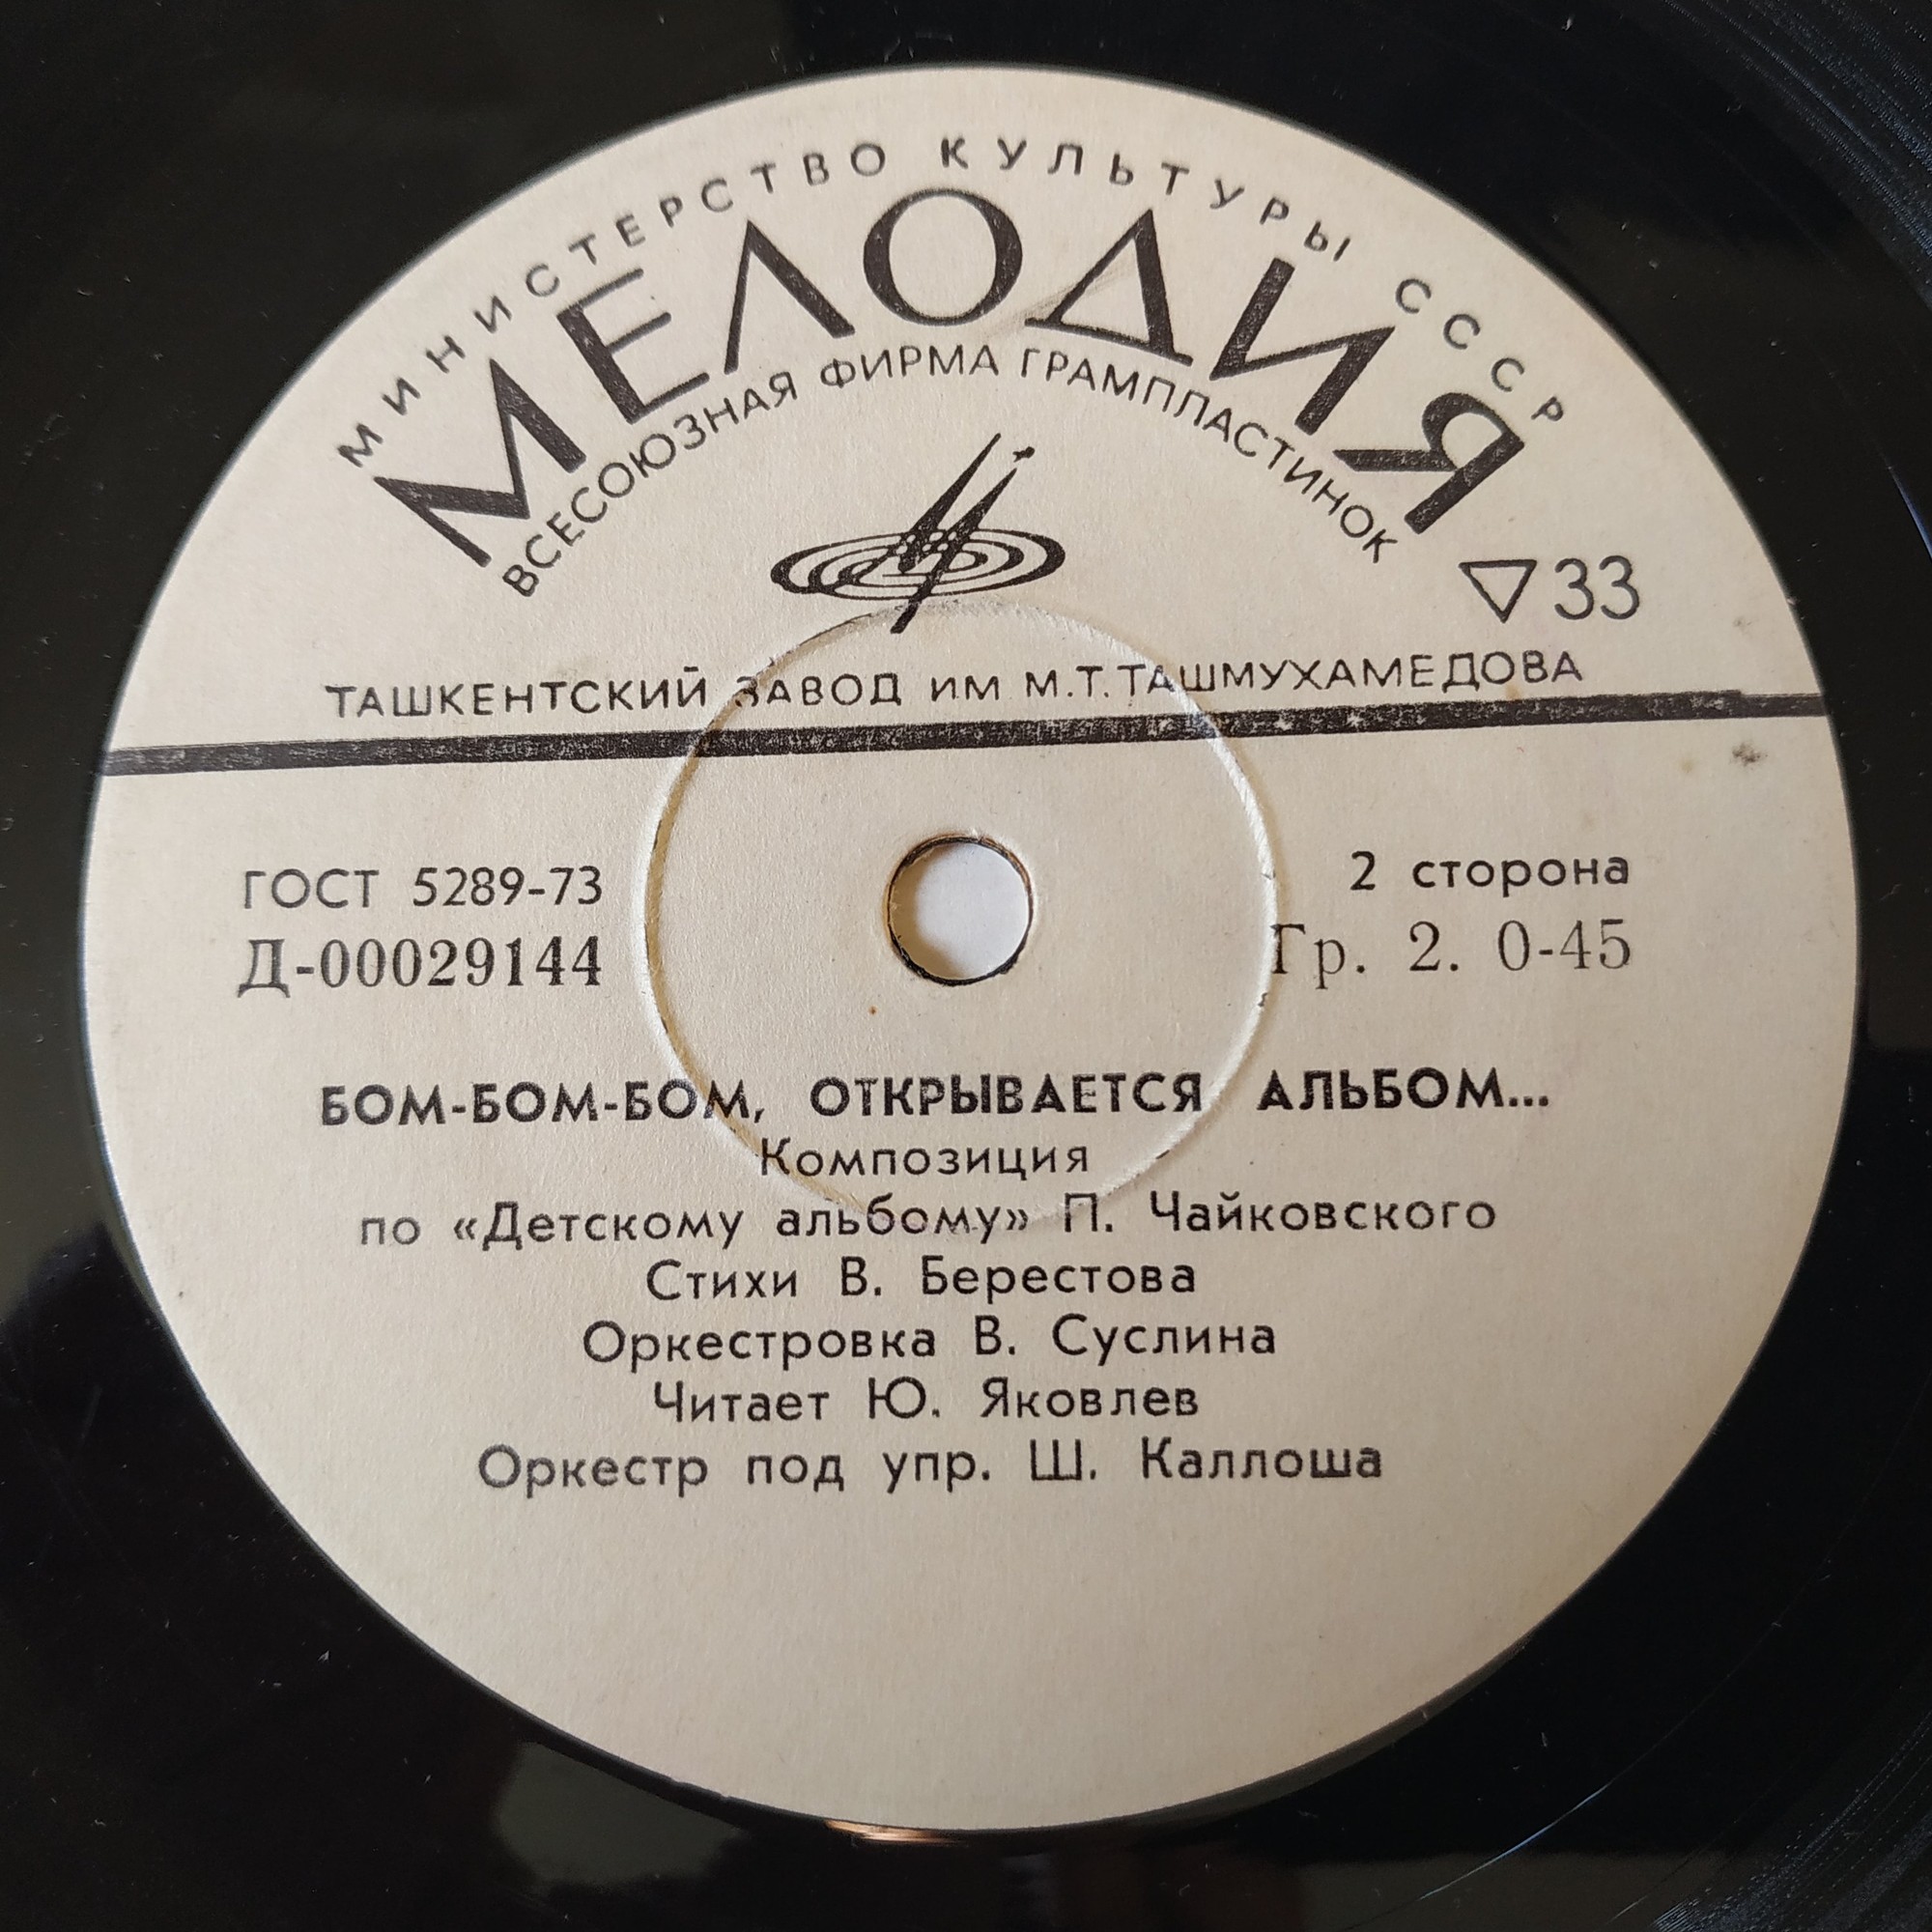 МИНИСТЕРСТВО КУЛЬТУРЫ СССР
МЕЛОДИЯ
ВСЕСОЮЗНАЯ ФИРМА ГРАМПЛАСТИНОК
33
ТАШКЕНТСКИЙ ЗАВОД ИМ М.Т.ТАШМУХАМЕДОВА
ГОСТ 5289-73
2 сторона
Д-00029144
Гр. 2. 0-45
БОМ-БОМ-БОМ, ОТКРЫВАЕТСЯ АЛЬБОМ...
Композиция
по «Детскому альбому» П. Чайковского
Стихи В. Берестова
Оркестровка В. Суслина
Читает Ю. Яковлев
Оркестр под упр. Ш. Каллоша